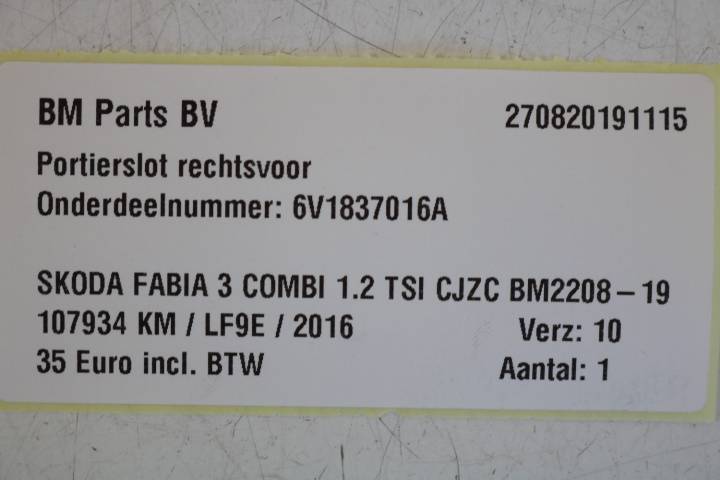 BM Parts BV 270820191115
Portierslot rechtsvoor
Onderdeelnummer: 6V1837016A
SKODA FABIA 3 COMBI 1.2 TSI CJZC BM2208-19
107934 KM / LF9E / 2016 Verz: 10
35 Euro incl. BTW Aantal: 1